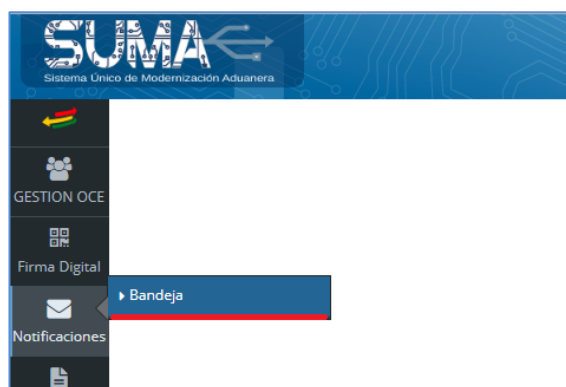 SUMA
Sistema Único de Modernización Aduanera
GESTION OCE
Firma Digital
Notificaciones
Bandeja